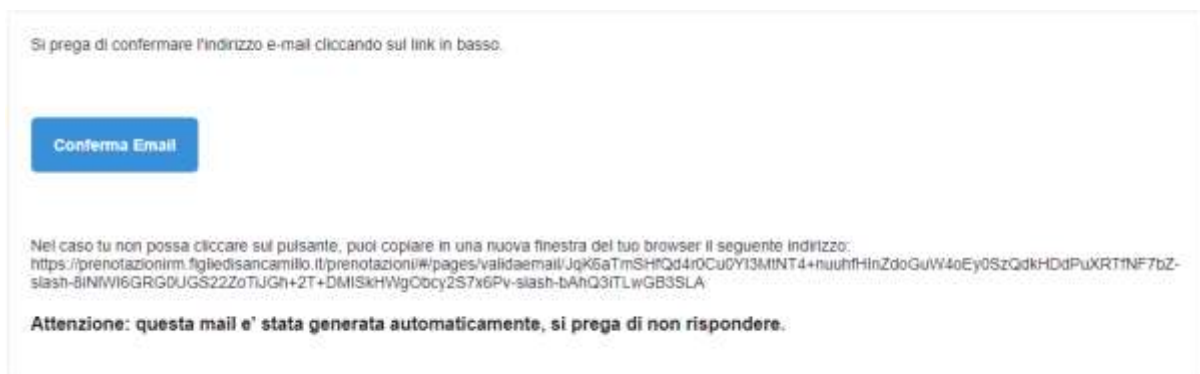 Si prega di confermare l'indirizzo e-mail cliccando sul link in basso.
Conferma Email
Nel caso tu non possa cliccare sul pulsante, puoi copiare in una nuova finestra del tuo browser il seguente indirizzo:
Attenzione: questa mail e' stata generata automaticamente, si prega di non rispondere.